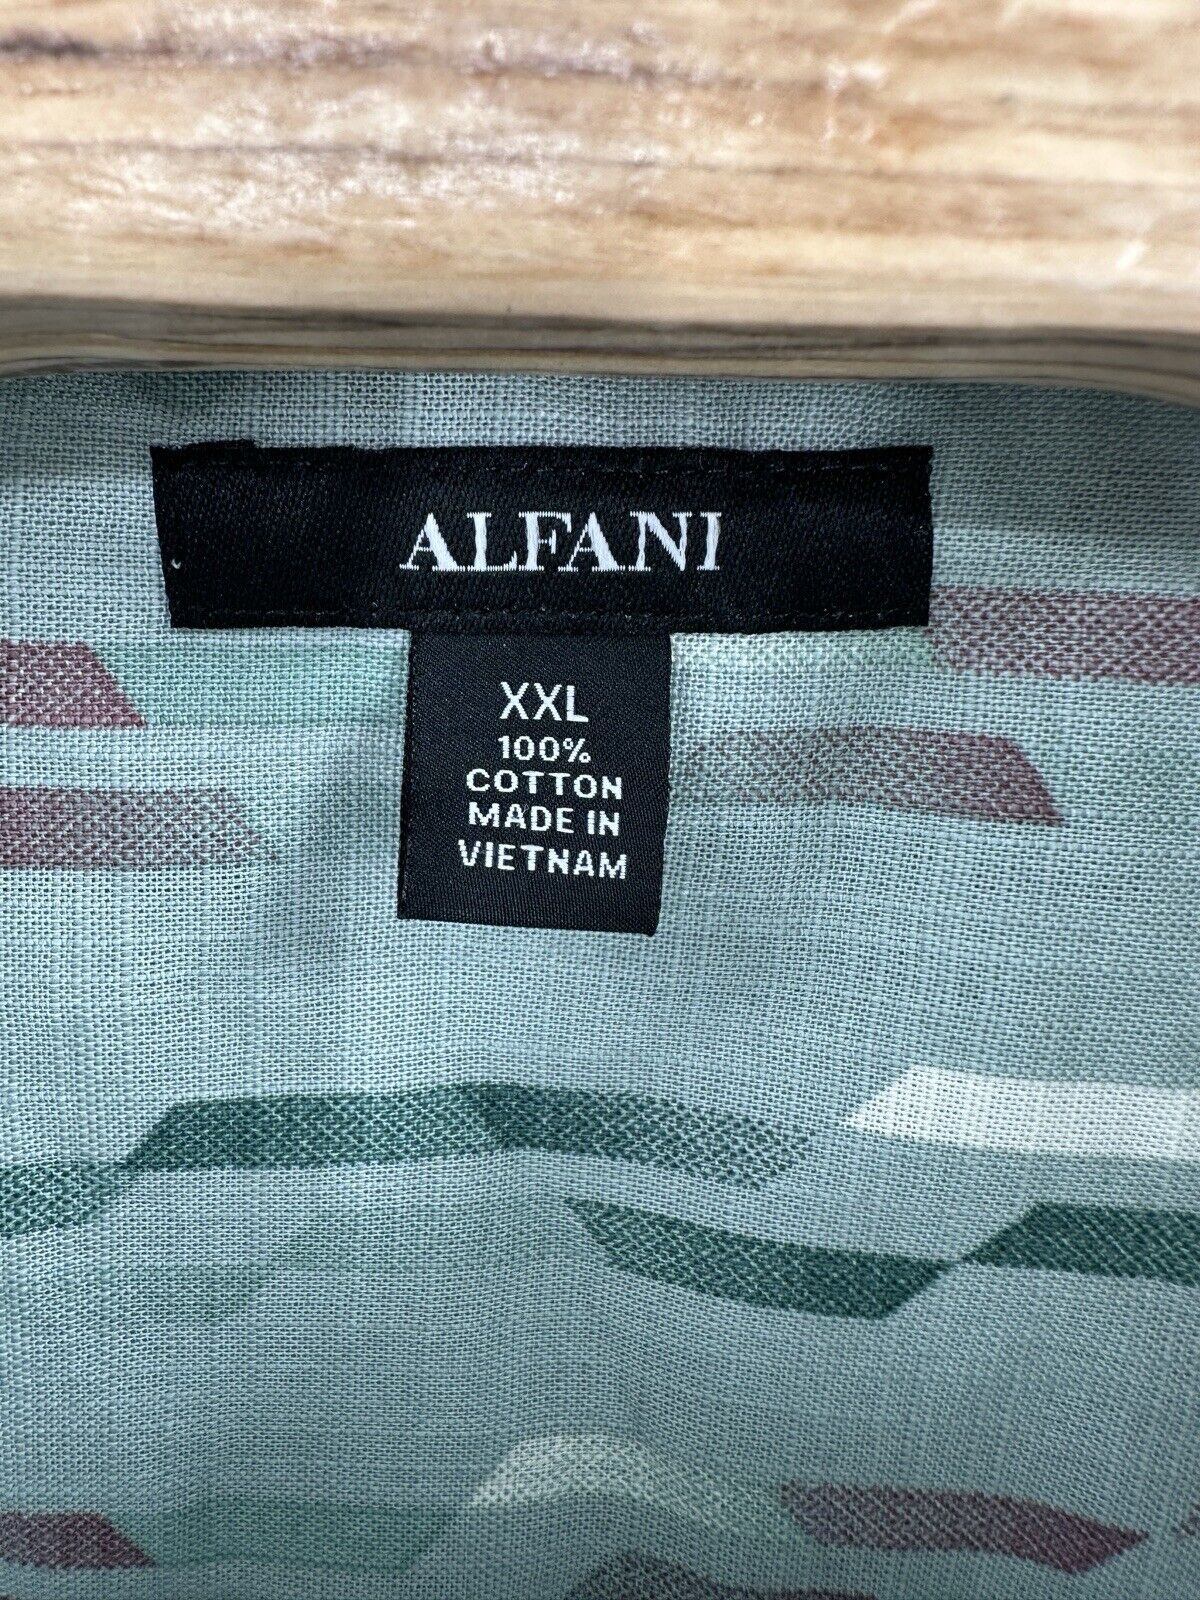 ALFANI
XXL
100%
COTTON
MADE IN
VIETNAM